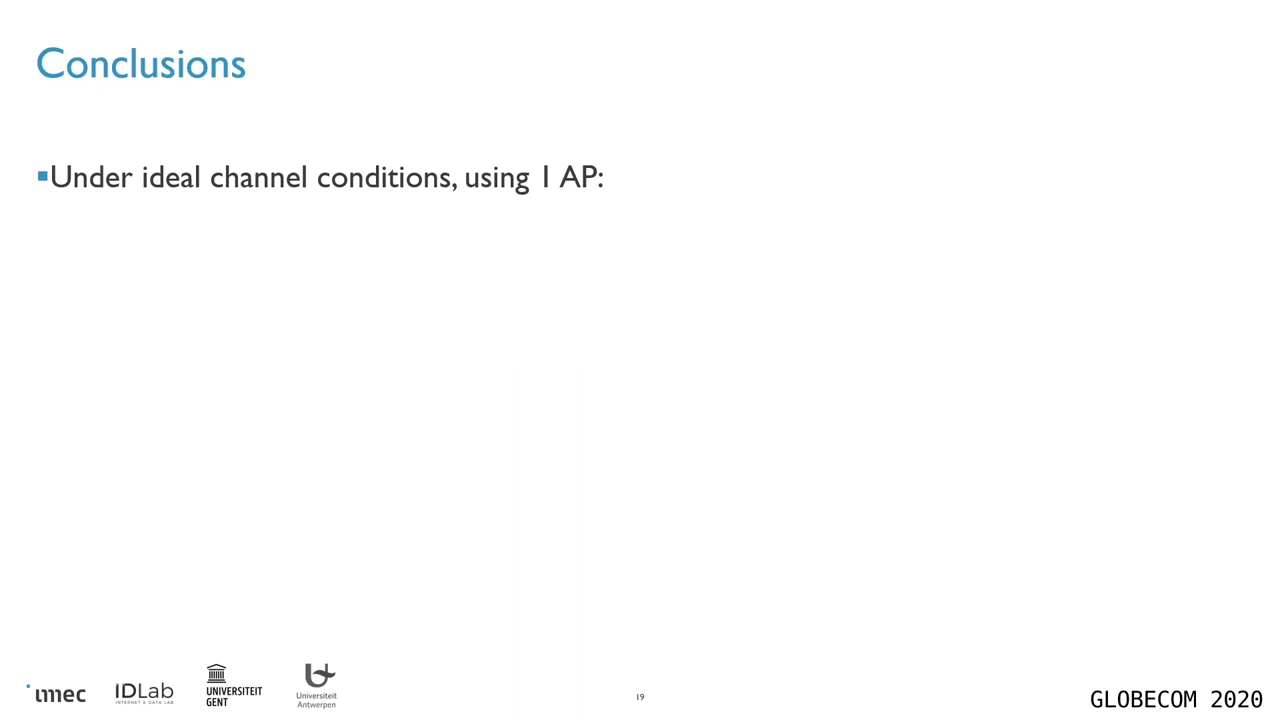 Conclusions
▪Under ideal channel conditions, using 1 AP:
imec
IDLab
INTERNET & DATA LAB
UNIVERSITEIT
GENT
Universiteit
Antwerpen
19
GLOBECOM 2020